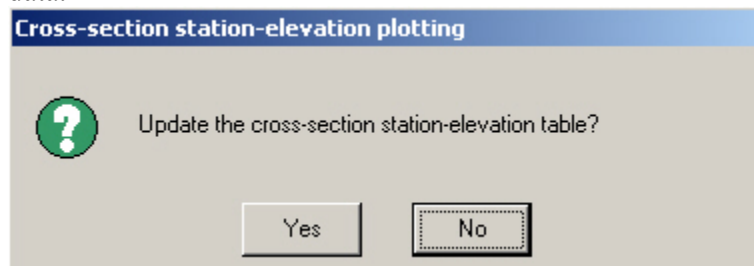 Cross-section station-elevation plotting
Update the cross-section station-elevation table?
Yes No